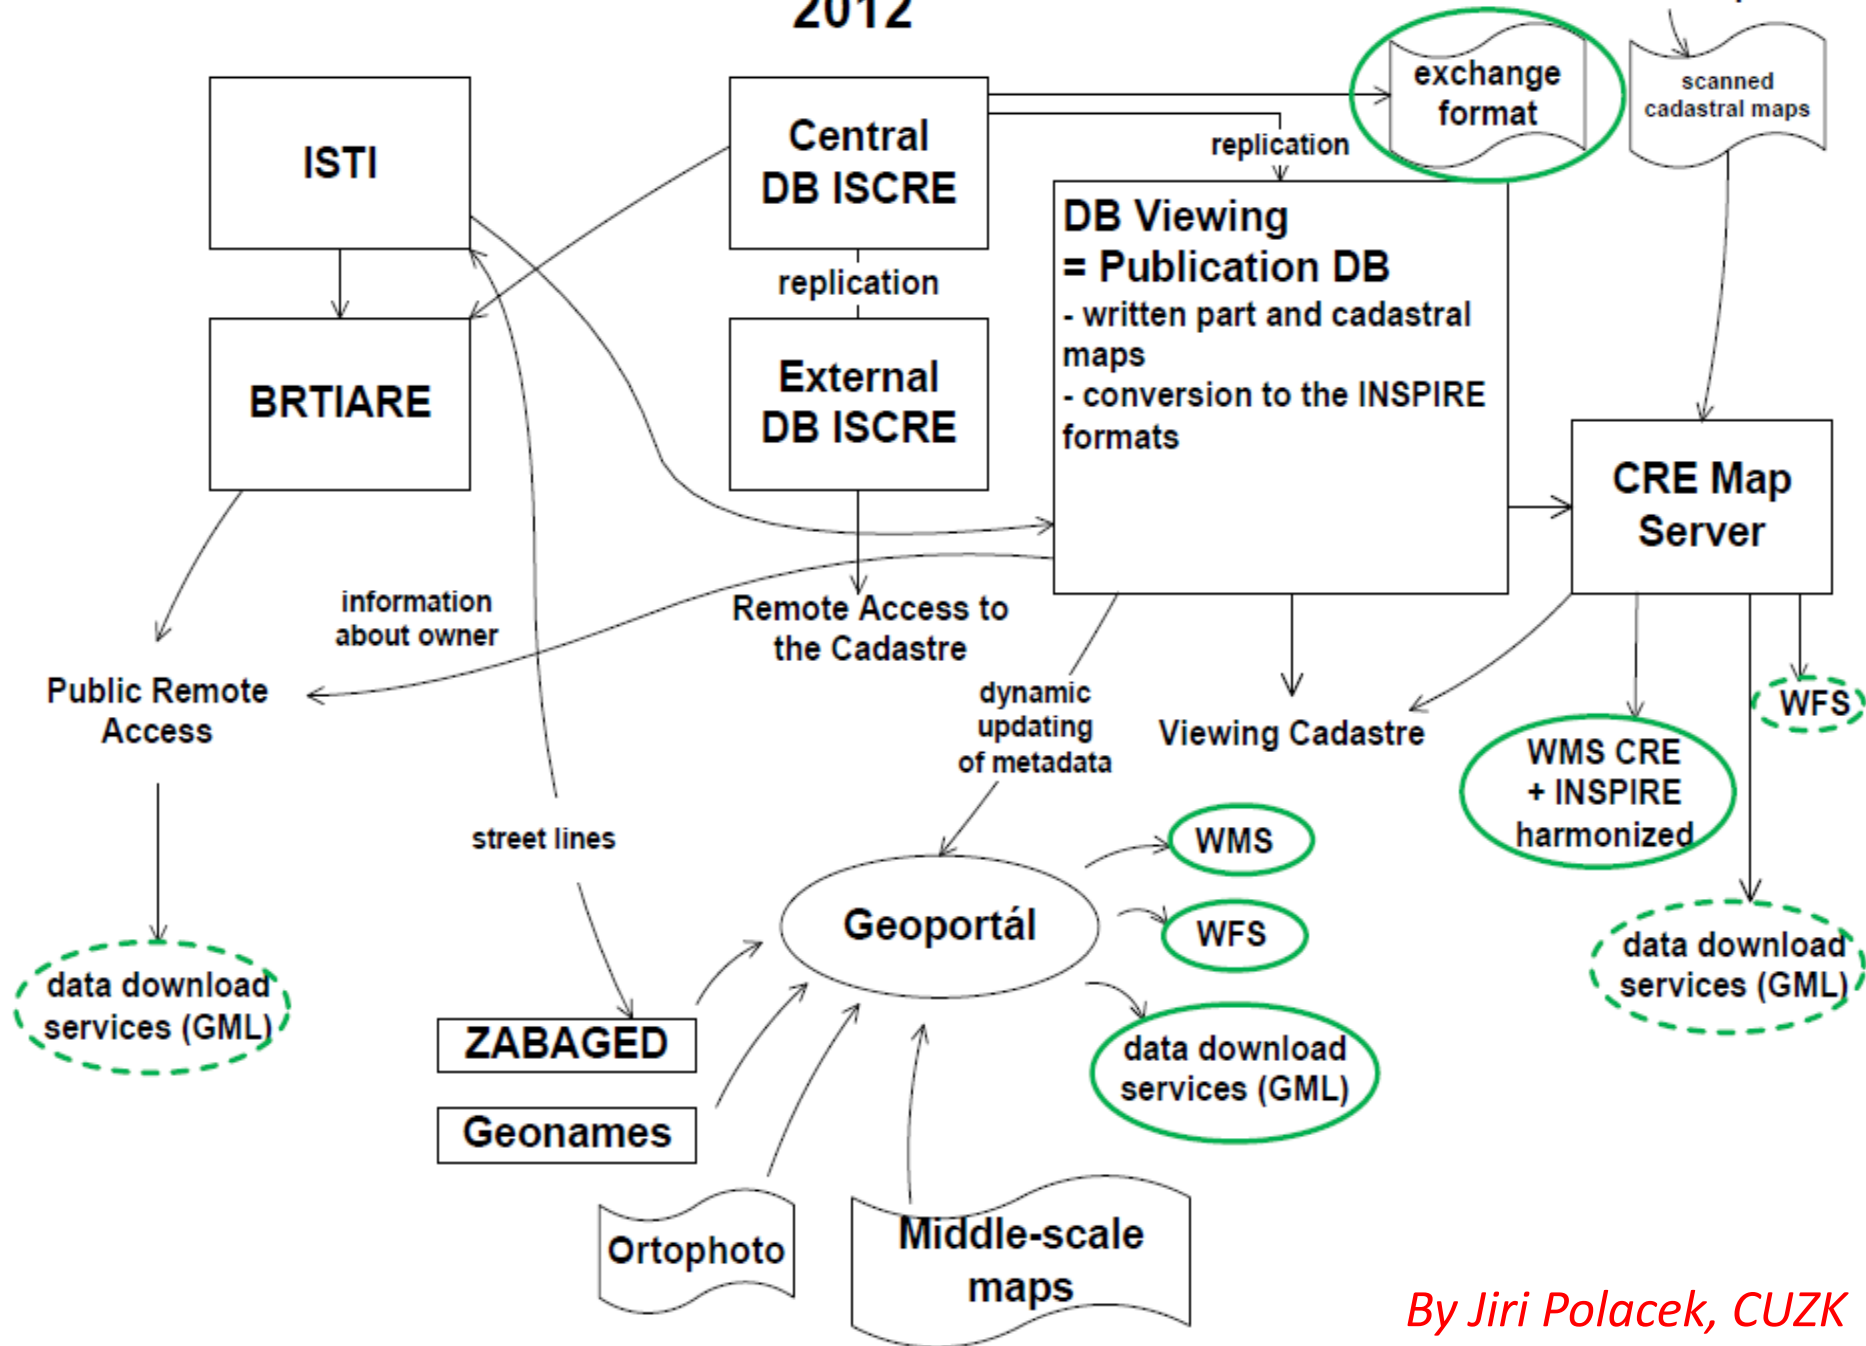 2012
exchange
format
scanned
cadastral maps
ISTI
Central
DB ISCRE
replication
replication
DB Viewing
= Publication DB
- written part and cadastral
maps
- conversion to the INSPIRE
formats
BRTIARE
External
DB ISCRE
CRE Map
Server
information
about owner
Remote Access to
the Cadastre
Public Remote
Access
dynamic
updating
of metadata
Viewing Cadastre
WFS
WMS CRE
+ INSPIRE
harmonized
street lines
WMS
Geoportál
WFS
data download
services (GML)
data download
services (GML)
ZABAGED
data download
services (GML)
Geonames
Ortophoto
Middle-scale
maps
By Jiri Polacek, CUZK